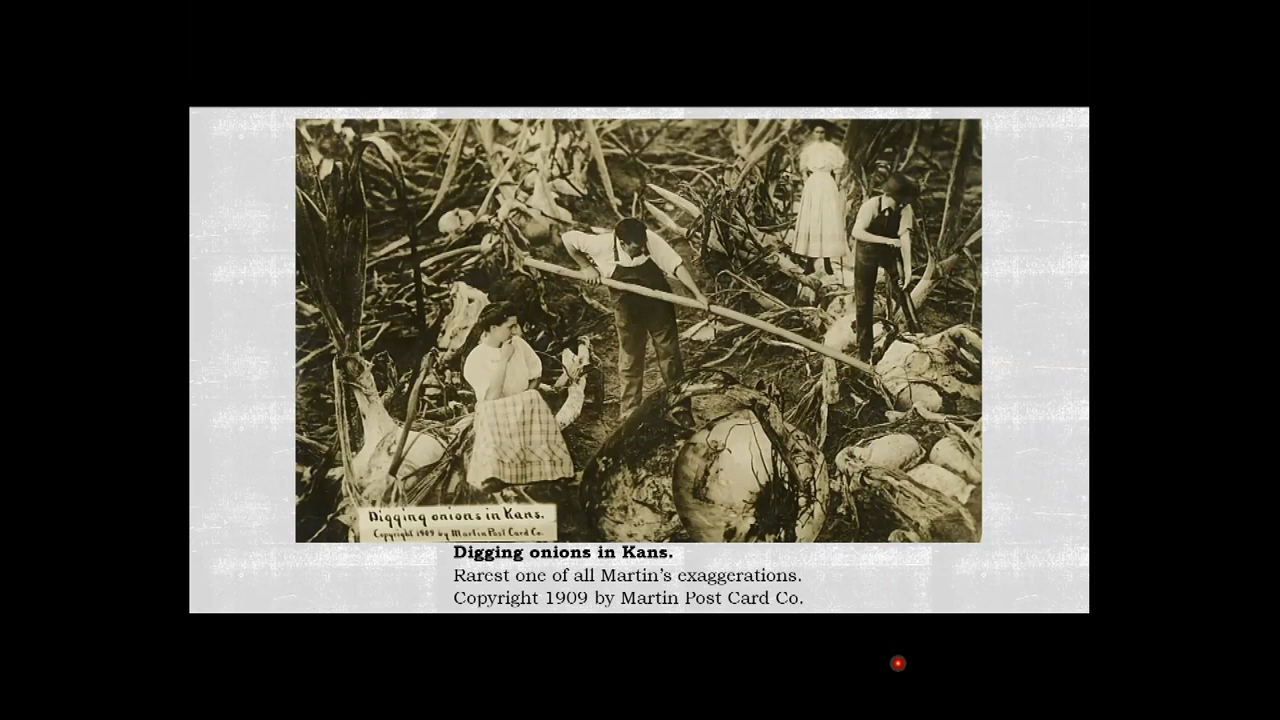 Digging onions in Kans.
Copyright 1909 by Martin Post Card Co.
Digging onions in Kans.
Rarest one of all Martin's exaggerations.
Copyright 1909 by Martin Post Card Co.